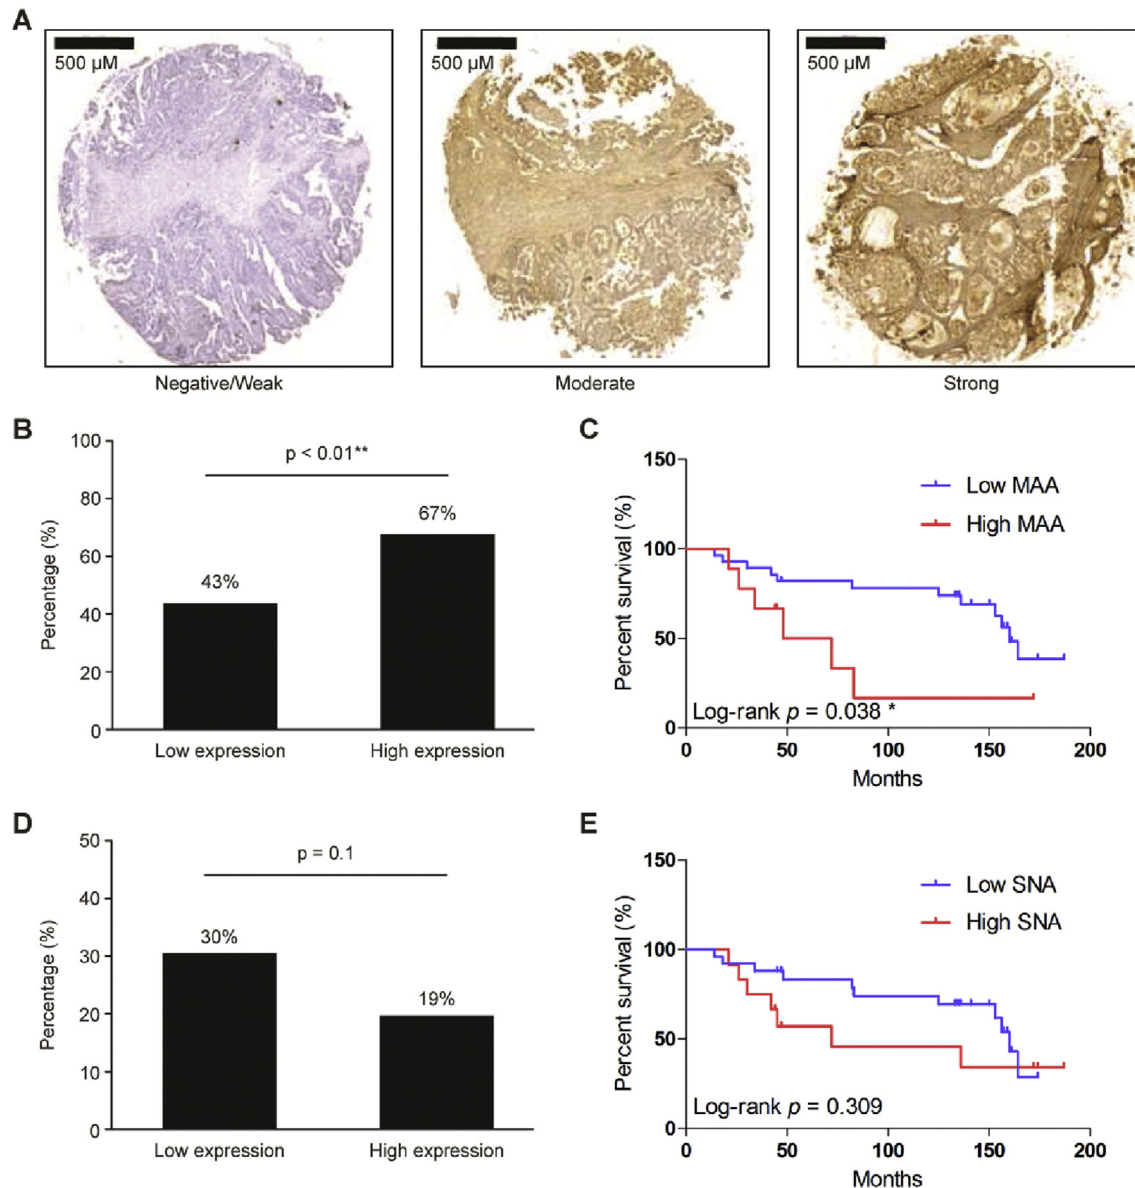 A
500 µM
500 µM
500 µM
Negative/Weak
Moderate
Strong
B
100
80
60
40
20
0
Percentage (%)
p < 0.01**
43%
67%
Low expression
High expression
C
150
100
50
0
Percent survival (%)
Low MAA
High MAA
Log-rank p = 0.038 *
0
50
100
150
200
Months
D
50
40
30
20
10
0
Percentage (%)
p = 0.1
30%
19%
Low expression
High expression
E
150
100
50
0
Percent survival (%)
Low SNA
High SNA
Log-rank p = 0.309
0
50
100
150
200
Months